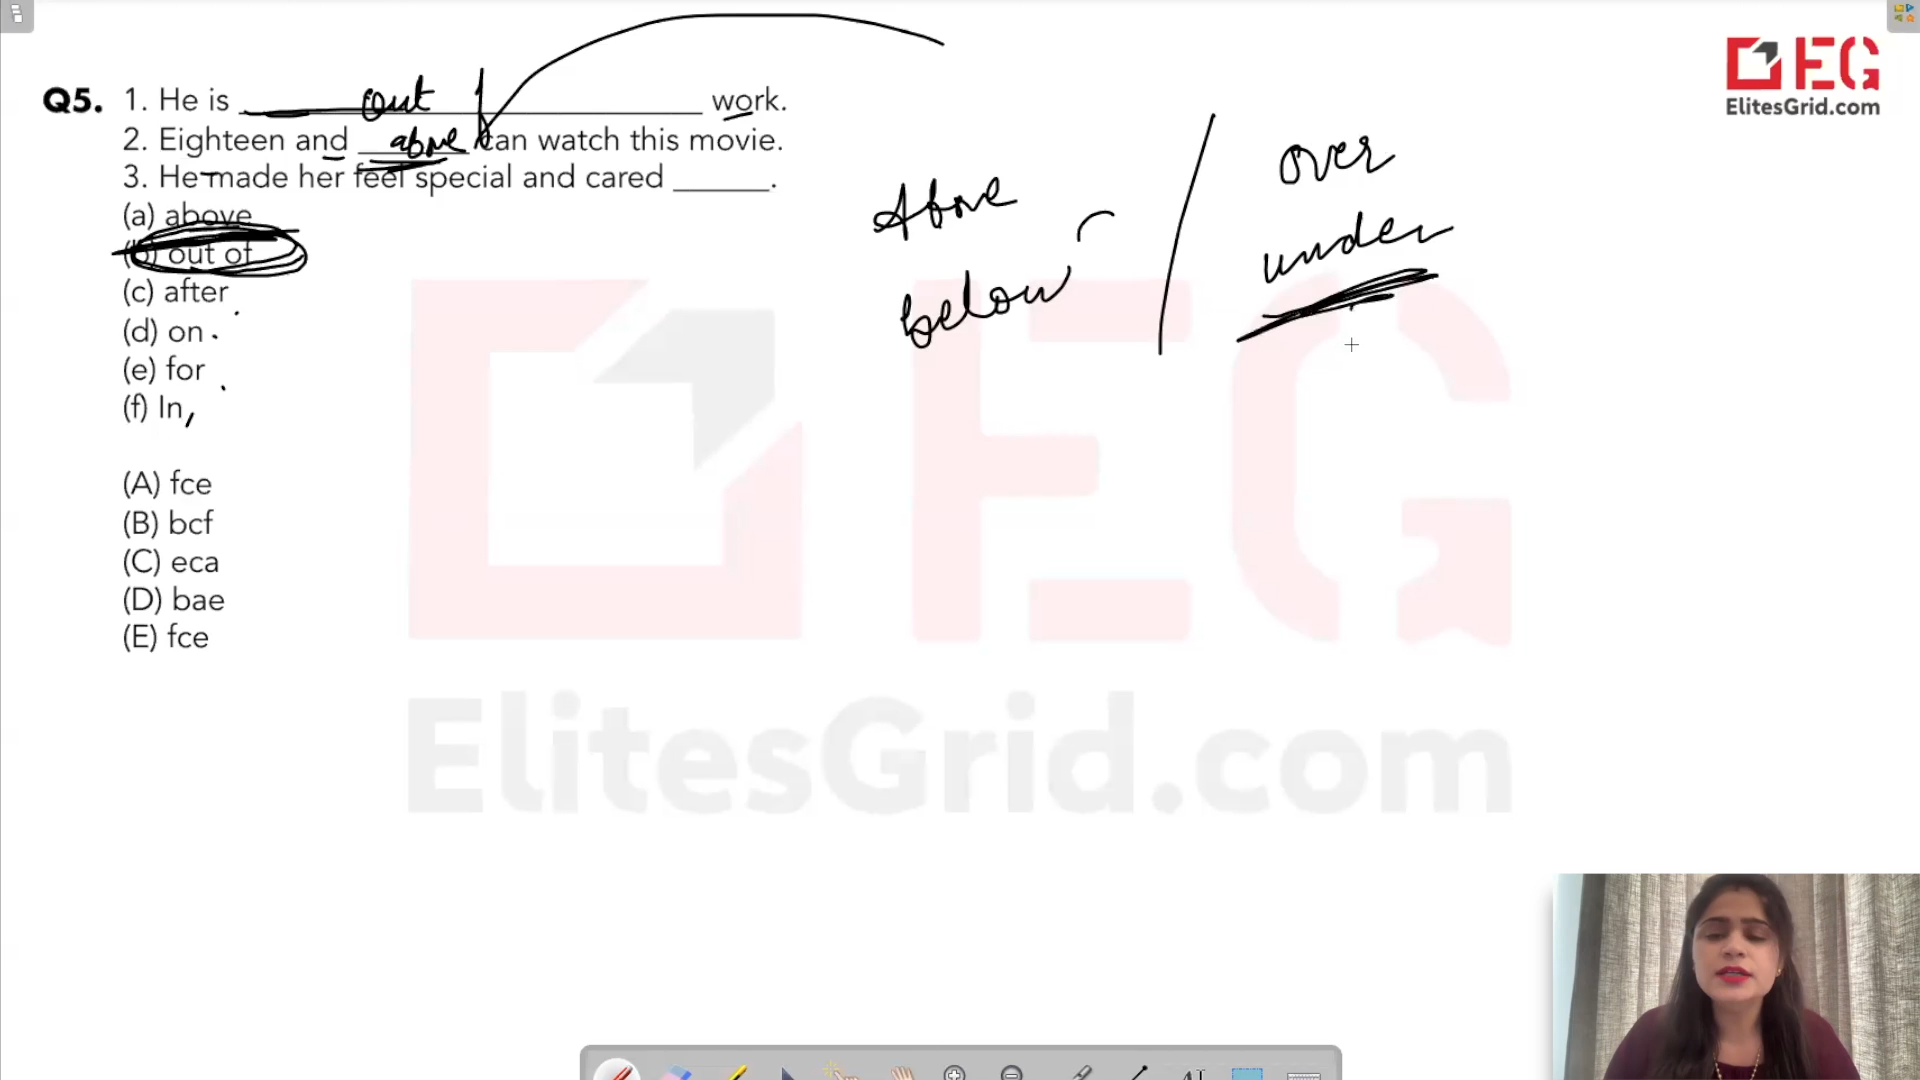 EG
ElitesGrid.com
Q5. 1. He is out of work.
2. Eighteen and above can watch this movie.
3. He made her feel special and cared ______.
(a) above
(b) out of
(c) after
(d) on
(e) for
(f) In
(A) fce
(B) bcf
(C) eca
(D) bae
(E) fce
Above
below
over
under
EG
ElitesGrid.com